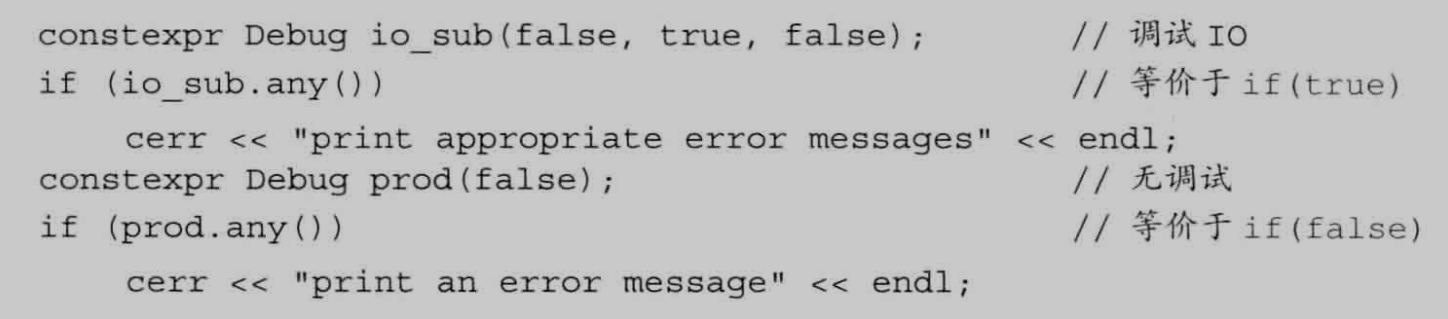 constexpr Debug io_sub(false, true, false); // 调试 IO
if (io_sub.any()) // 等价于 if(true)
cerr << "print appropriate error messages" << endl;
constexpr Debug prod(false); // 无调试
if (prod.any()) // 等价于 if(false)
cerr << "print an error message" << endl;